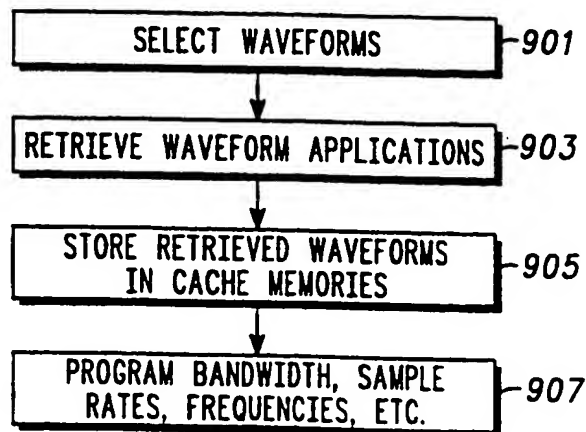 SELECT WAVEFORMS 901
RETRIEVE WAVEFORM APPLICATIONS 903
STORE RETRIEVED WAVEFORMS
IN CACHE MEMORIES 905
PROGRAM BANDWIDTH, SAMPLE
RATES, FREQUENCIES, ETC. 907